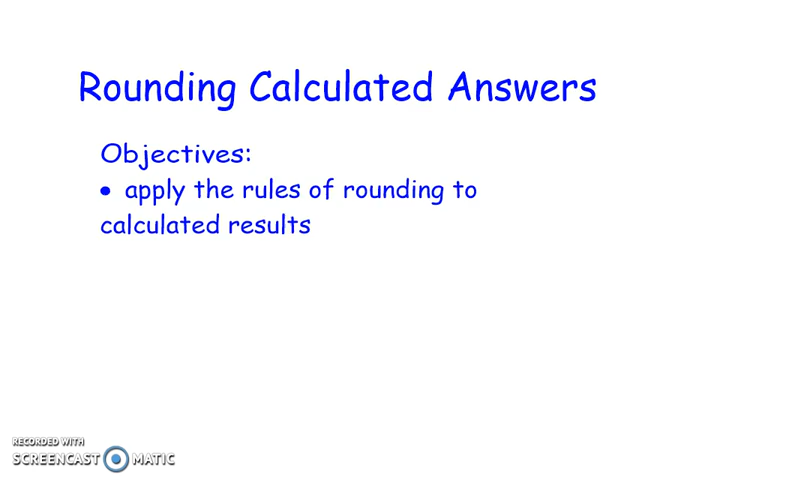 Rounding Calculated Answers
Objectives:
• apply the rules of rounding to
calculated results
RECORDED WITH
SCREENCAST MATIC